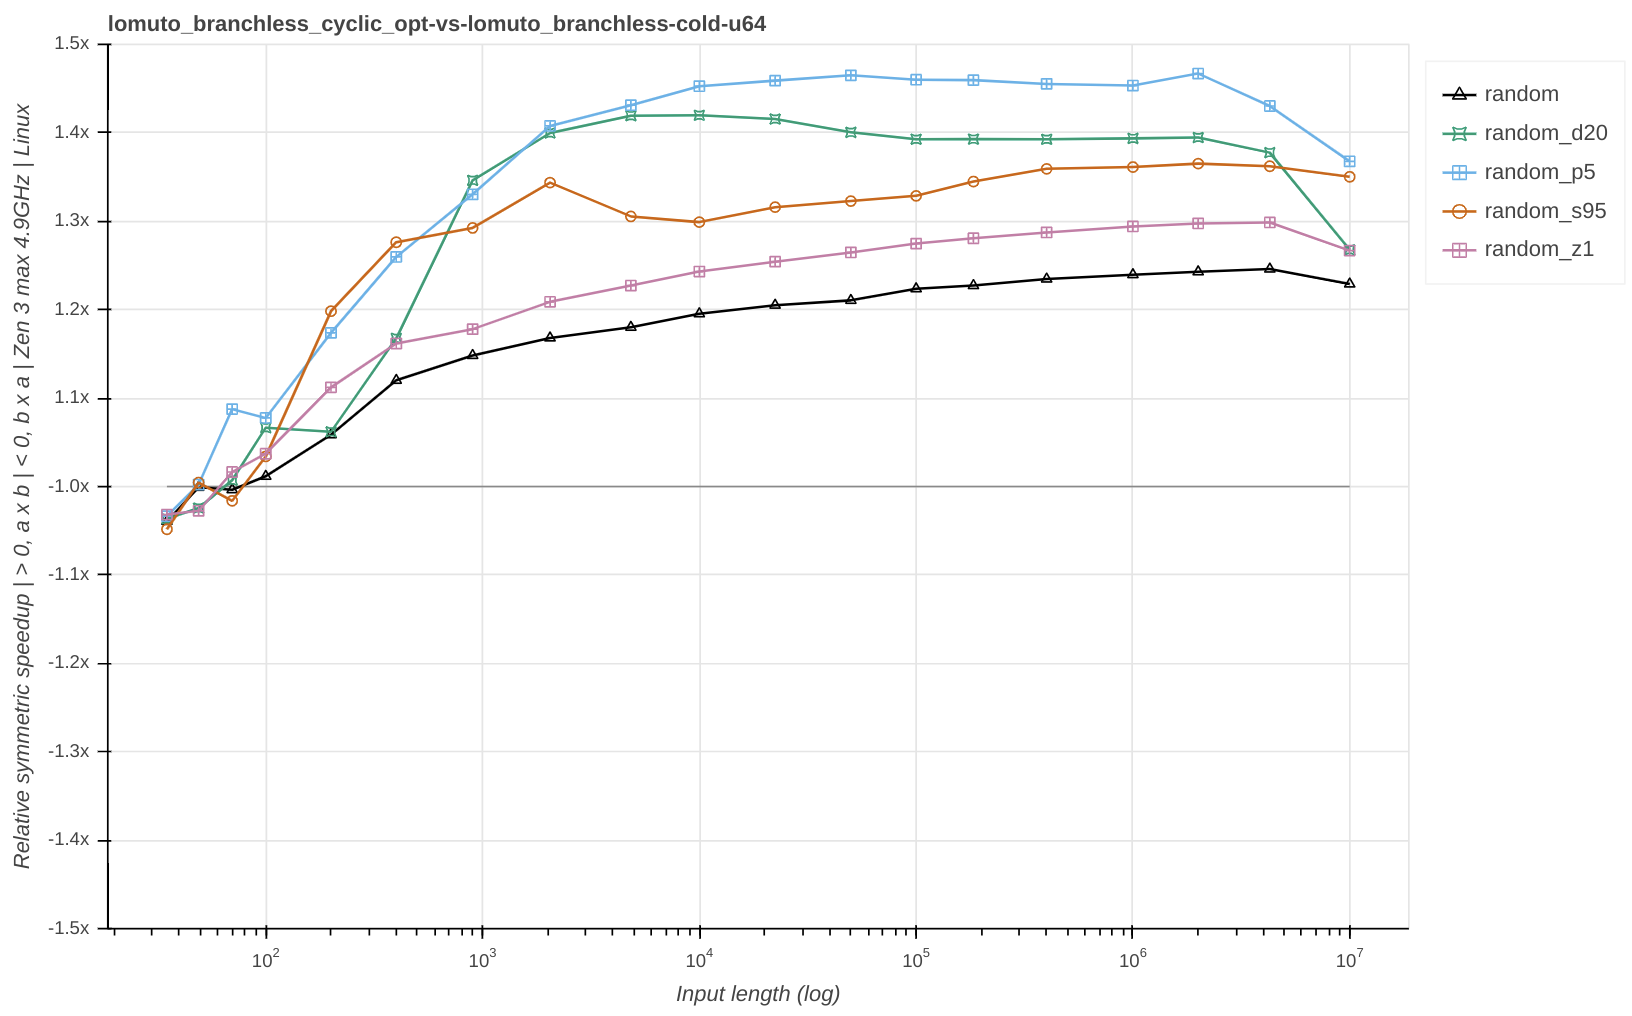 lomuto_branchless_cyclic_opt-vs-lomuto_branchless-cold-u64
Relative symmetric speedup | > 0, a x b | < 0, b x a | Zen 3 max 4.9GHz | Linux
1.5x
1.4x
1.3x
1.2x
1.1x
-1.0x
-1.1x
-1.2x
-1.3x
-1.4x
-1.5x
10² 10³ 10⁴ 10⁵ 10⁶ 10⁷
Input length (log)
random
random_d20
random_p5
random_s95
random_z1